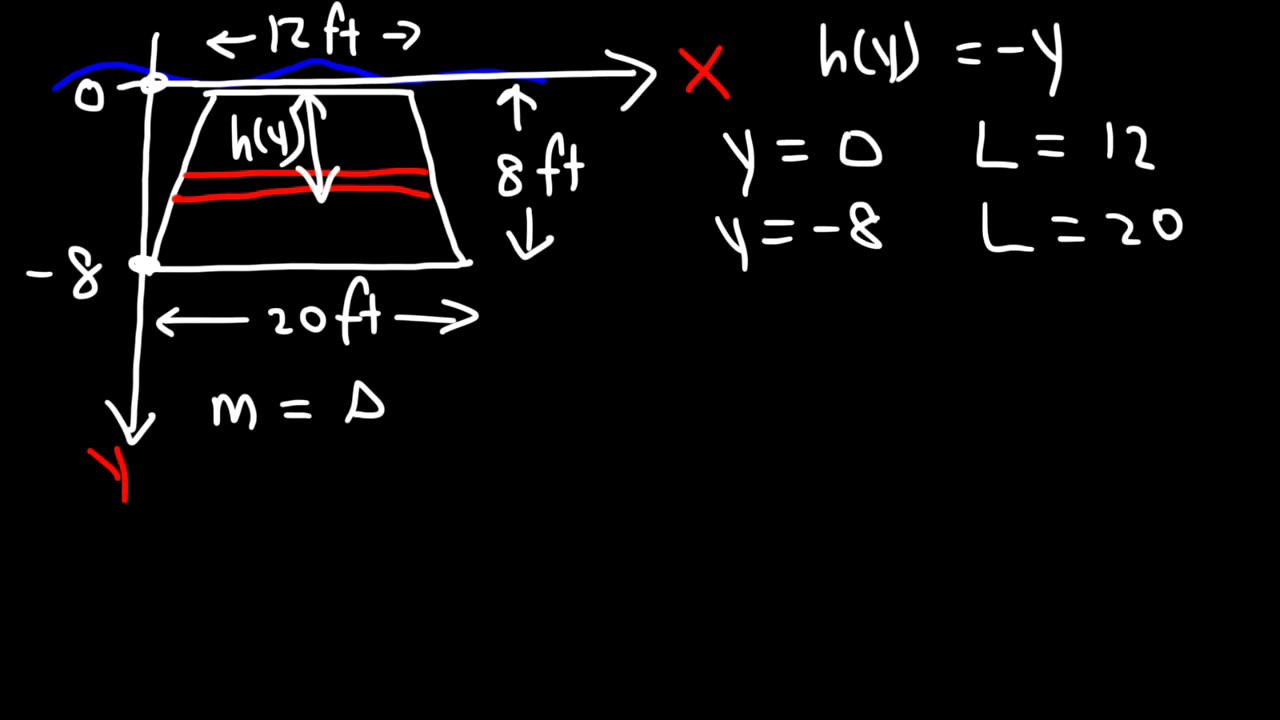 ← 12 ft →
0
X
h(y) = -y
h(y)
8 ft
y = 0 L = 12
y = -8 L = 20
-8
← 20 ft →
m = Δ
Y